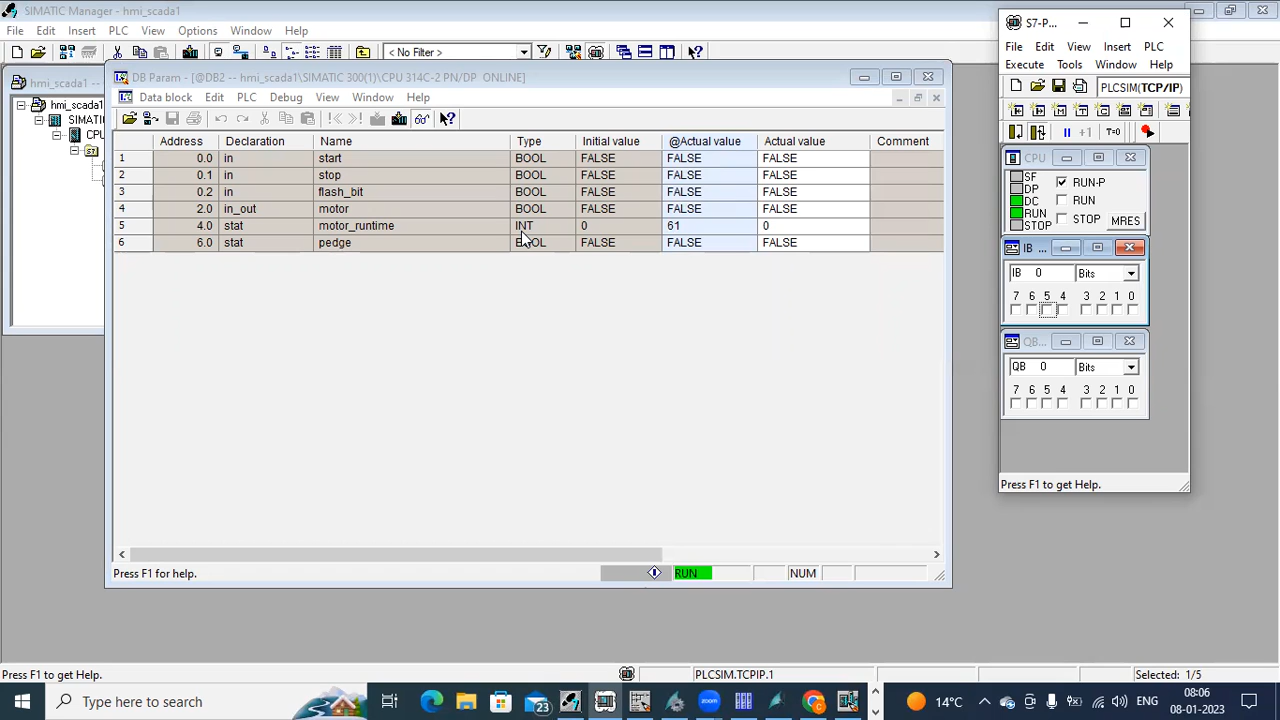 SIMATIC Manager - hmi_scada1
File Edit Insert PLC View Options Window Help
< No Filter >
hmi_scada1 --
hmi_scada1
SIMATIC
CPU
DB Param - [@DB2 -- hmi_scada1\SIMATIC 300(1)\CPU 314C-2 PN/DP ONLINE]
Data block Edit PLC Debug View Window Help
Address Declaration Name Type Initial value @Actual value Actual value Comment
1 0.0 in start BOOL FALSE FALSE FALSE
2 0.1 in stop BOOL FALSE FALSE FALSE
3 0.2 in flash_bit BOOL FALSE FALSE FALSE
4 2.0 in_out motor BOOL FALSE FALSE FALSE
5 4.0 stat motor_runtime INT 0 61 0
6 6.0 stat pedge BOOL FALSE FALSE FALSE
Press F1 for help.
RUN
NUM
S7-P...
File Edit View Insert PLC
Execute Tools Window Help
PLCSIM(TCP/IP)
+1 T=0
CPU
SF
DP
DC
RUN
STOP
RUN-P
RUN
STOP
MRES
IB ...
IB 0 Bits
7 6 5 4 3 2 1 0
QB...
QB 0 Bits
7 6 5 4 3 2 1 0
Press F1 to get Help.
Press F1 to get Help.
PLCSIM.TCPIP.1
Selected: 1/5
Type here to search
23
14°C
ENG
08:06
08-01-2023